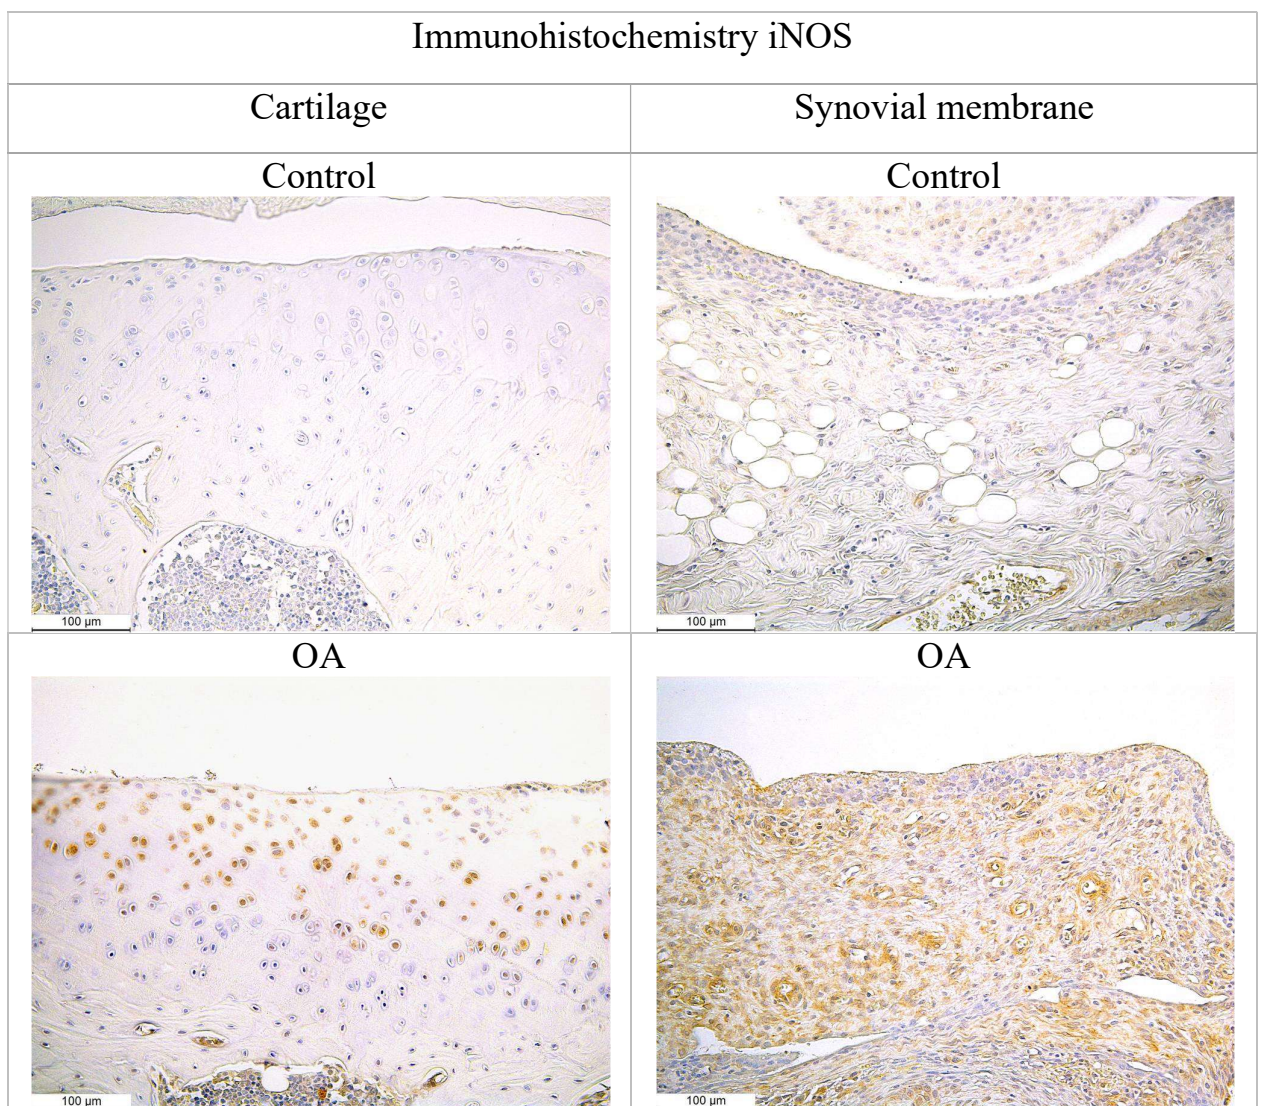 Immunohistochemistry iNOS
Cartilage
Synovial membrane
Control
Control
100 µm
100 µm
OA
OA
100 µm
100 µm